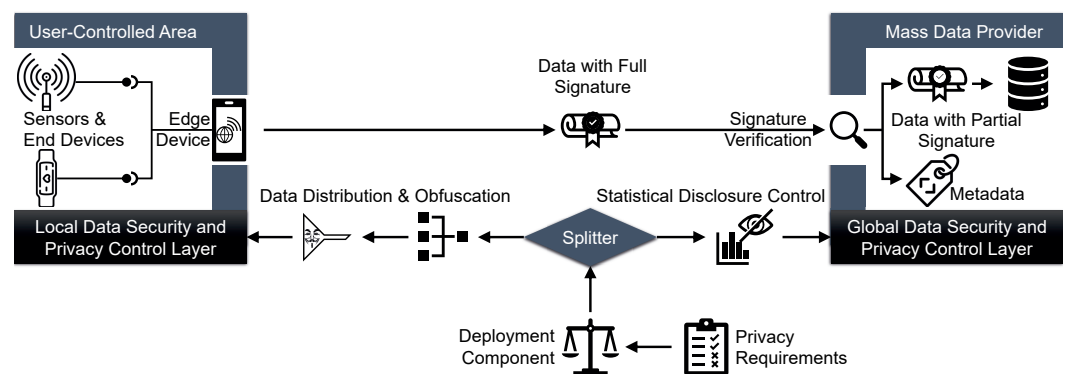 User-Controlled Area
Mass Data Provider
Data with Full
Signature
Sensors &
End Devices
Edge
Device
Signature
Verification
Data with Partial
Signature
Metadata
Data Distribution & Obfuscation
Statistical Disclosure Control
Local Data Security and
Privacy Control Layer
Splitter
Global Data Security and
Privacy Control Layer
Deployment
Component
Privacy
Requirements